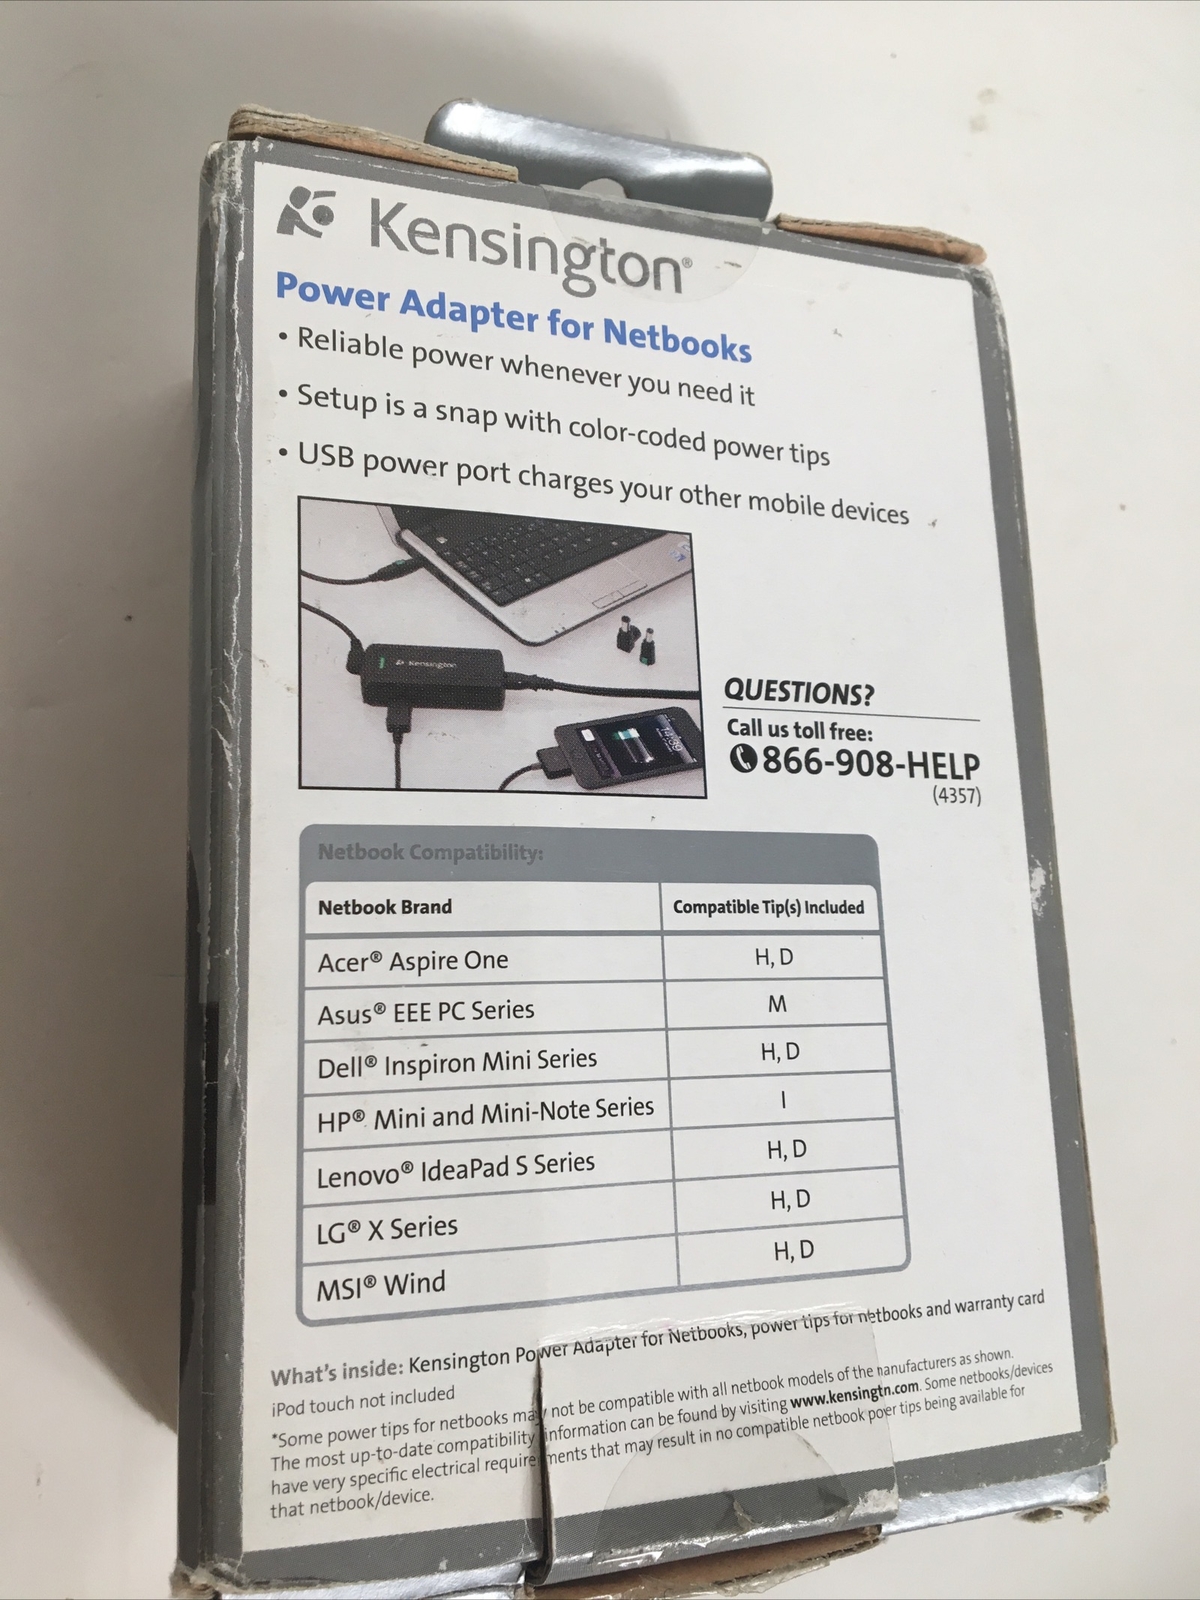 Kensington®
Power Adapter for Netbooks
• Reliable power whenever you need it
• Setup is a snap with color-coded power tips
• USB power port charges your other mobile devices
Kensington
14:39
QUESTIONS?
Call us toll free:
866-908-HELP
(4357)
Netbook Compatibility:
Netbook Brand Compatible Tip(s) Included
Acer® Aspire One H, D
Asus® EEE PC Series M
Dell® Inspiron Mini Series H, D
HP® Mini and Mini-Note Series I
Lenovo® IdeaPad S Series H, D
LG® X Series H, D
MSI® Wind H, D
What's inside: Kensington Power Adapter for Netbooks, power tips for netbooks and warranty card
iPod touch not included
*Some power tips for netbooks may not be compatible with all netbook models of the nanufacturers as shown.
The most up-to-date compatibility information can be found by visiting www.kensingtn.com. Some netbooks/devices
have very specific electrical requirements that may result in no compatible netbook poer tips being available for
that netbook/device.